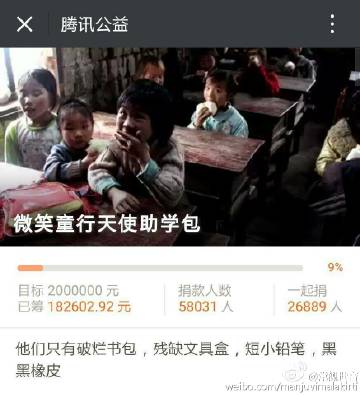 腾讯公益
微笑童行天使助学包
9%
目标 2000000 元
捐款人数
一起捐
已筹 182602.92 元
58031 人
26889 人
他们只有破烂书包，残缺文具盒，短小铅笔，黑
黑橡皮
weibo.com/manjuvimalakirti